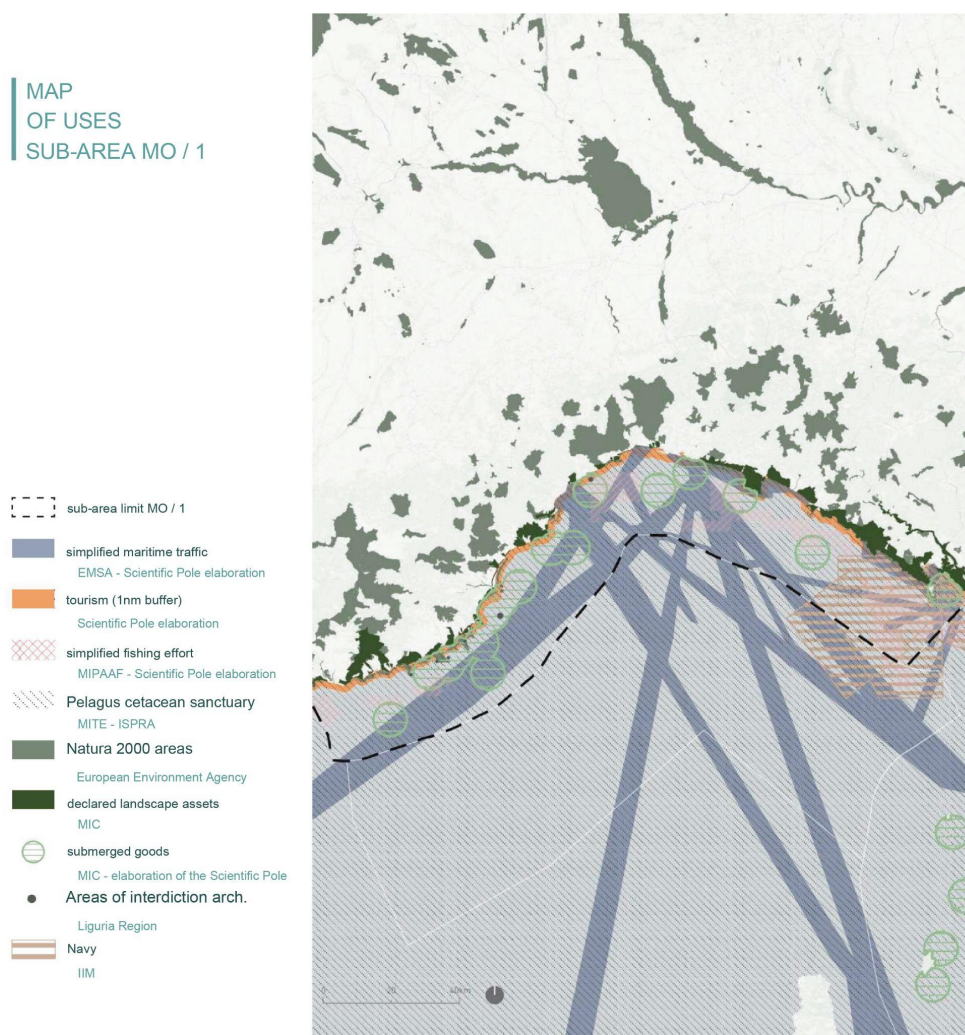 MAP
OF USES
SUB-AREA MO / 1
sub-area limit MO / 1
simplified maritime traffic
EMSA - Scientific Pole elaboration
tourism (1nm buffer)
Scientific Pole elaboration
simplified fishing effort
MIPAAF - Scientific Pole elaboration
Pelagus cetacean sanctuary
MITE - ISPRA
Natura 2000 areas
European Environment Agency
declared landscape assets
MIC
submerged goods
MIC - elaboration of the Scientific Pole
Areas of interdiction arch.
Liguria Region
Navy
IIM
0 20 40km